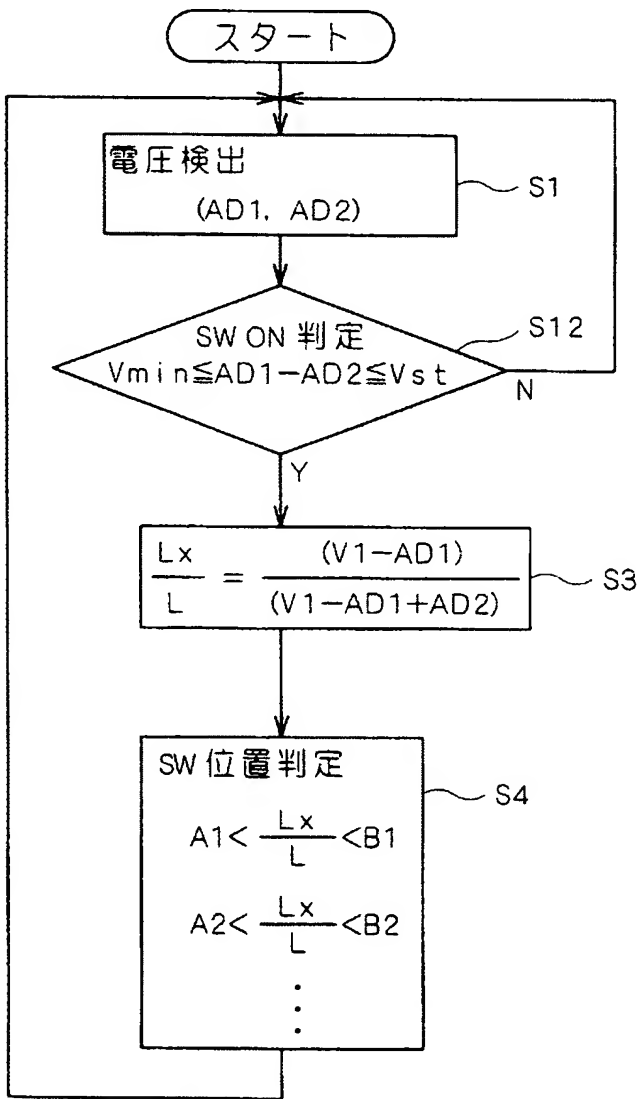 スタート
電圧検出
(AD1, AD2)
S1
SW ON 判定
Vmin≦AD1-AD2≦Vst
S12
N
Y
Lx/L = (V1-AD1)/(V1-AD1+AD2)
S3
SW 位置判定
A1< Lx/L <B1
A2< Lx/L <B2
S4